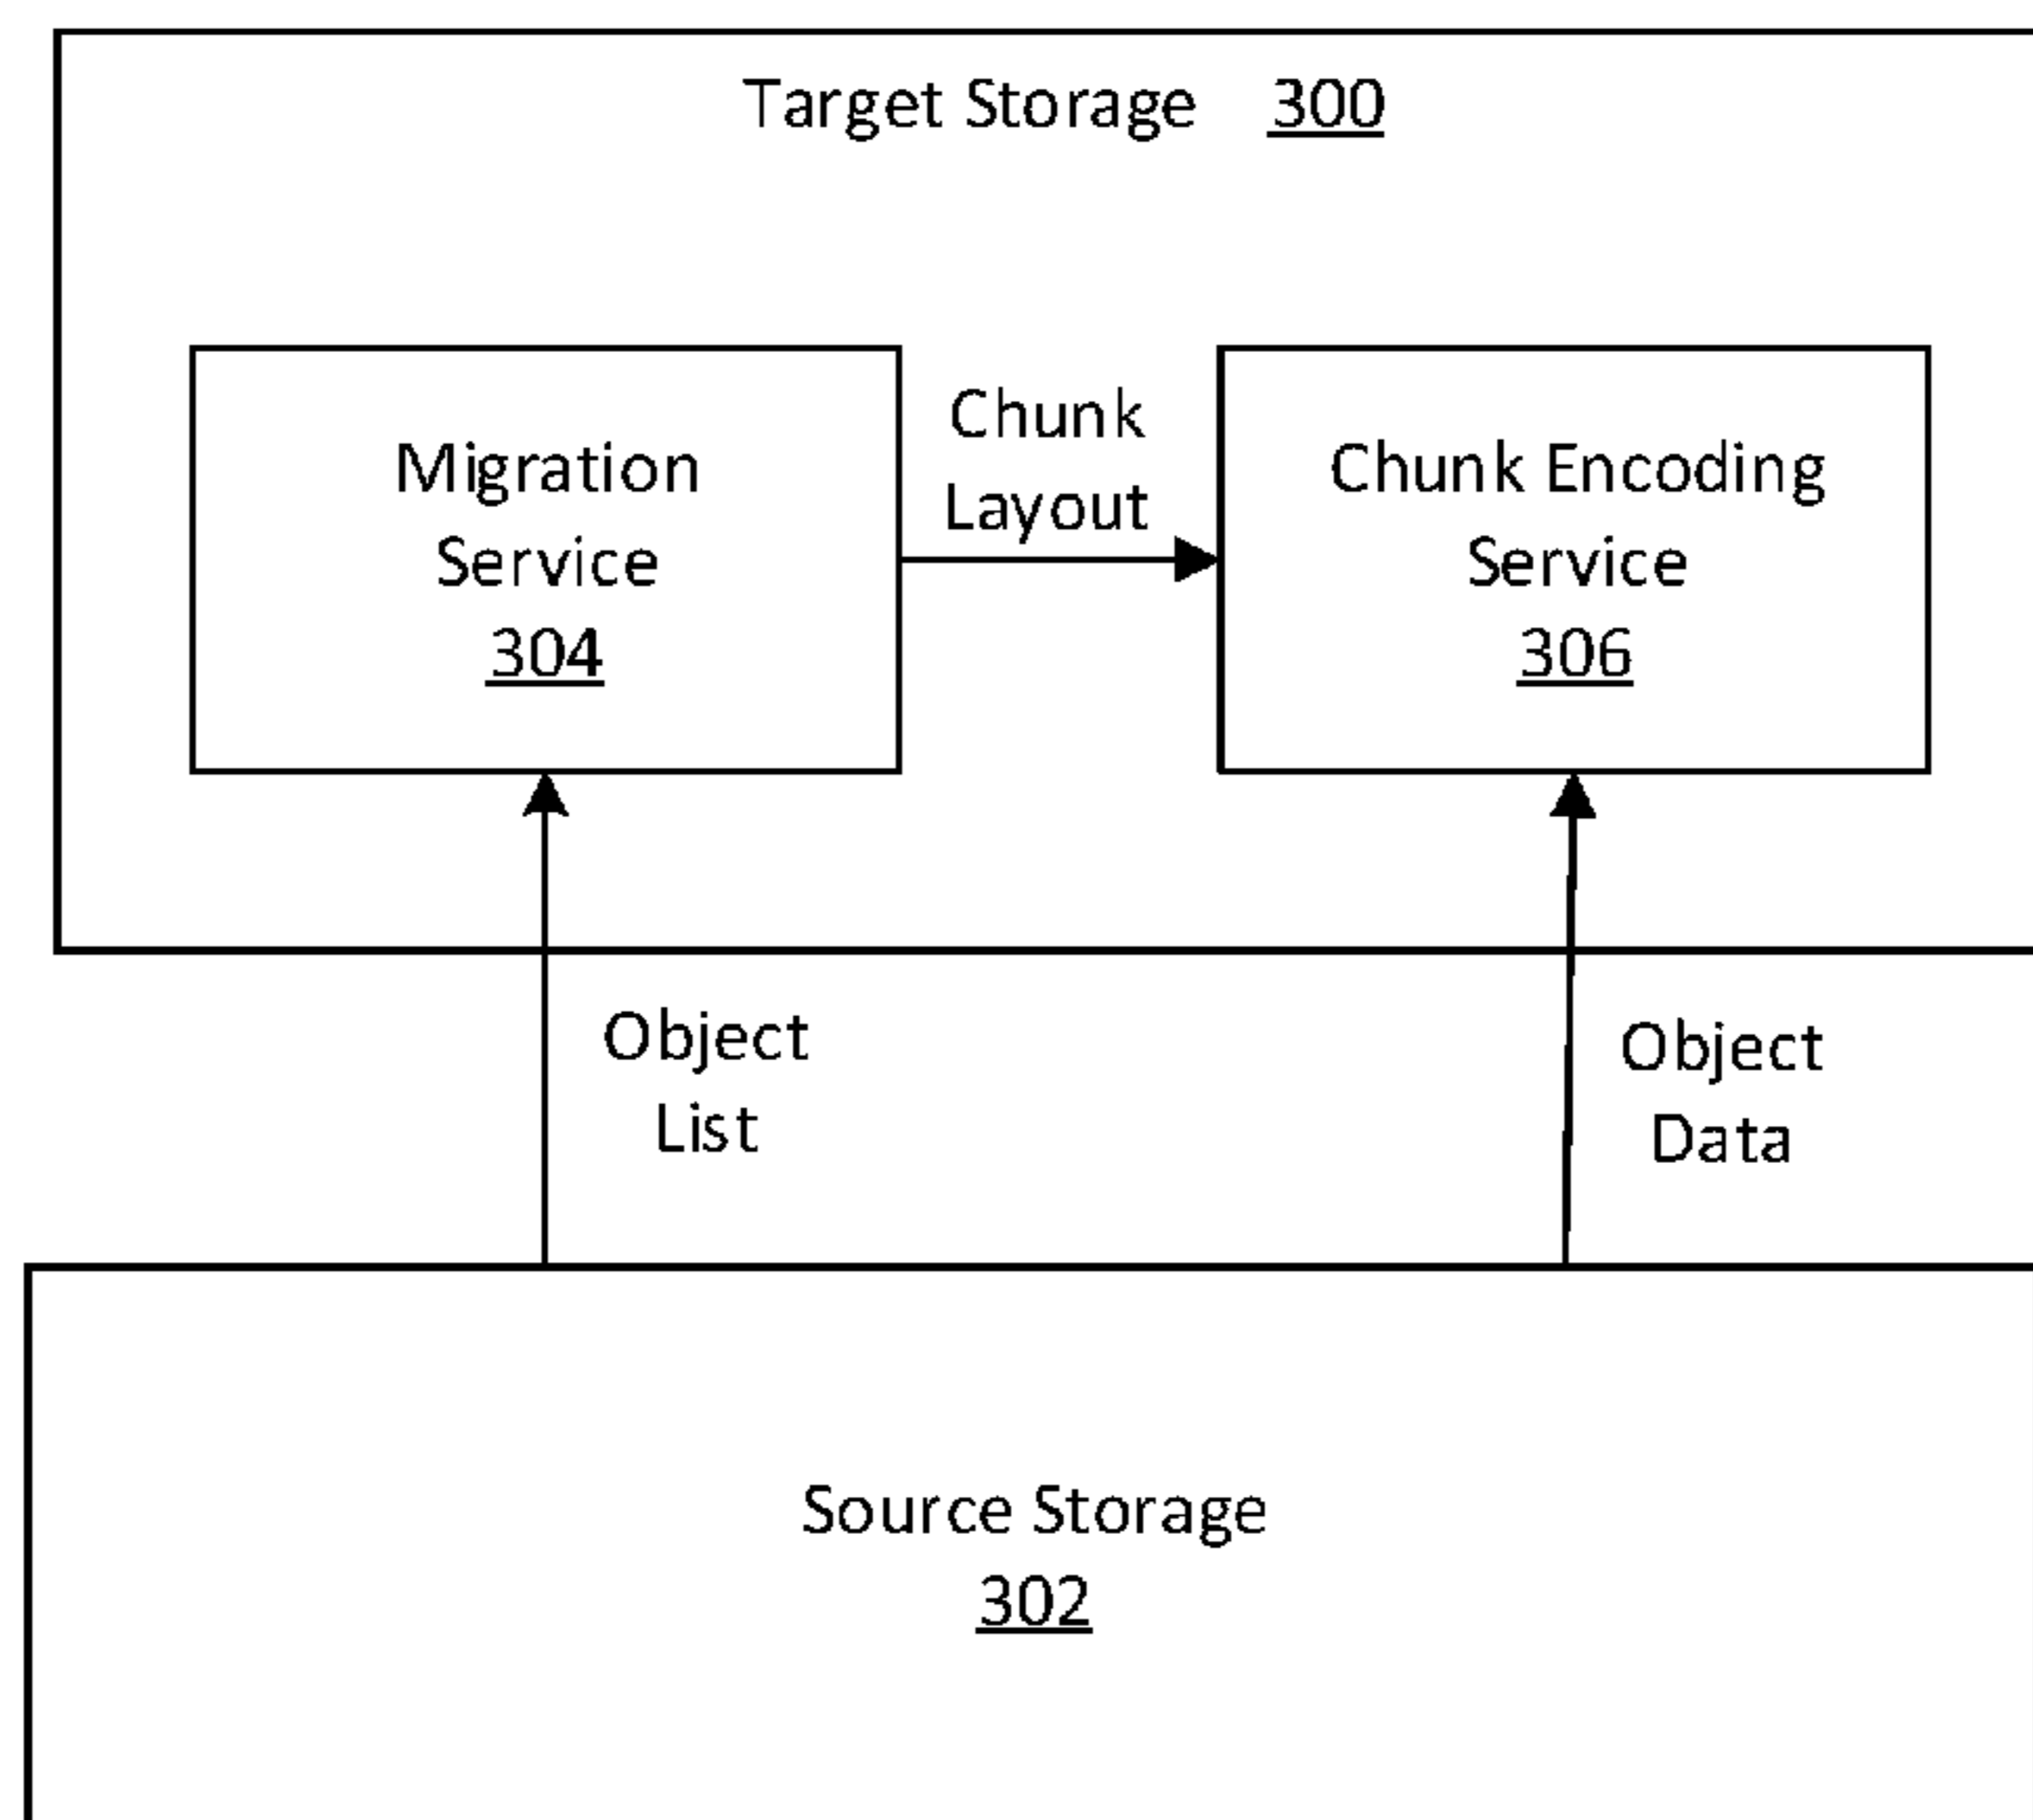 Target Storage 300
Chunk
Layout
Migration
Service
304
Chunk Encoding
Service
306
Object
List
Object
Data
Source Storage
302